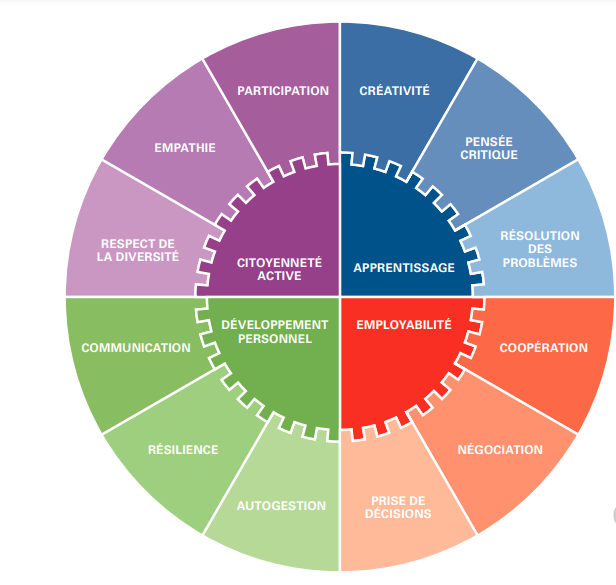 PARTICIPATION
CRÉATIVITÉ
EMPATHIE
PENSÉE
CRITIQUE
RESPECT DE
LA DIVERSITÉ
RÉSOLUTION
DES
PROBLÈMES
CITOYENNETÉ
ACTIVE
APPRENTISSAGE
DÉVELOPPEMENT
PERSONNEL
EMPLOYABILITÉ
COMMUNICATION
COOPÉRATION
RÉSILIENCE
NÉGOCIATION
AUTOGESTION
PRISE DE
DÉCISIONS